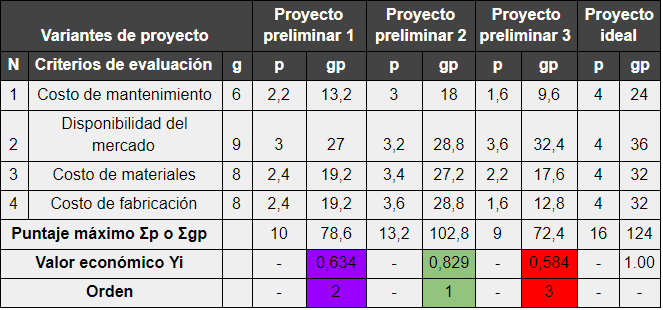 Variantes de proyecto Proyecto preliminar 1 Proyecto preliminar 2 Proyecto preliminar 3 Proyecto ideal
N Criterios de evaluación g p gp p gp p gp p gp
1 Costo de mantenimiento 6 2,2 13,2 3 18 1,6 9,6 4 24
2 Disponibilidad del mercado 9 3 27 3,2 28,8 3,6 32,4 4 36
3 Costo de materiales 8 2,4 19,2 3,4 27,2 2,2 17,6 4 32
4 Costo de fabricación 8 2,4 19,2 3,6 28,8 1,6 12,8 4 32
Puntaje máximo Σp o Σgp 10 78,6 13,2 102,8 9 72,4 16 124
Valor económico Yi - 0,634 - 0,829 - 0,584 - 1.00
Orden - 2 - 1 - 3 - -